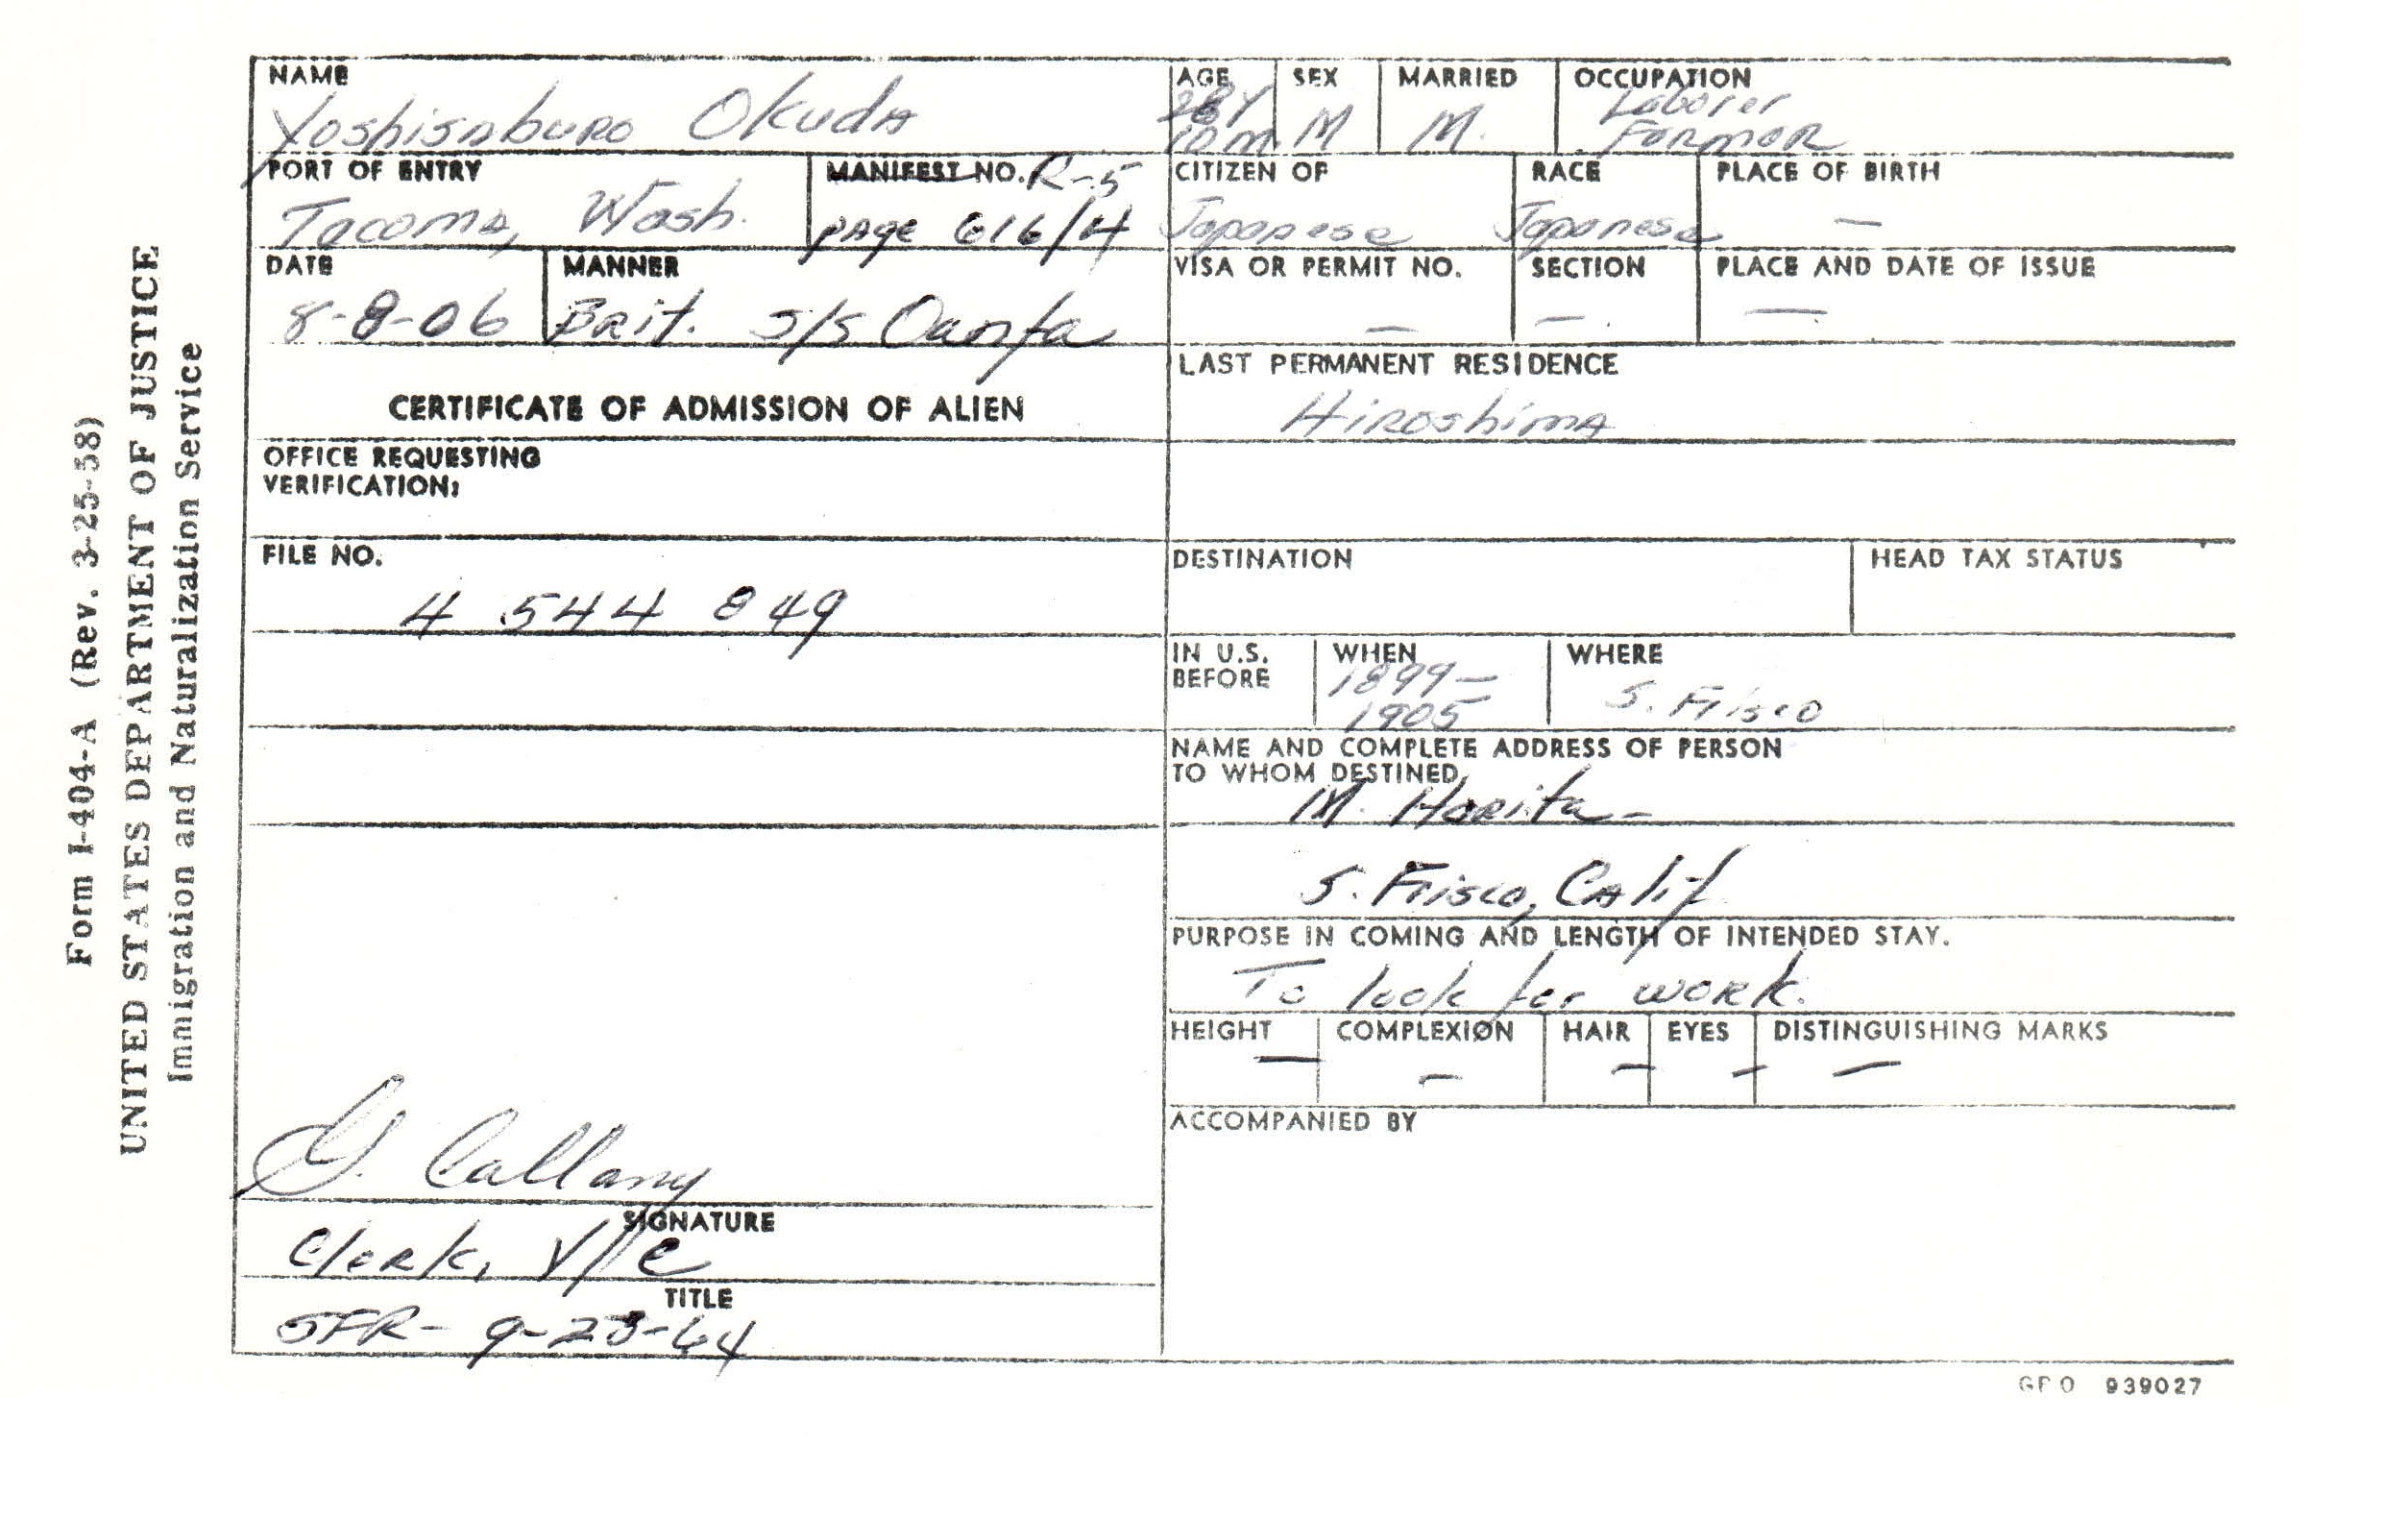 Form I-404-A (Rev. 3-25-58)
UNITED STATES DEPARTMENT OF JUSTICE
Immigration and Naturalization Service
NAME
Yoshisaburo Okuda
AGE
28Y
10m
SEX
M
MARRIED
M.
OCCUPATION
Laborer
Farmer
PORT OF ENTRY
Tacoma, Wash.
MANIFEST NO. R-5
page 616/4
CITIZEN OF
Japanese
RACE
Japanese
PLACE OF BIRTH
—
DATE
8-8-06
MANNER
Brit. S/S Oanfa
VISA OR PERMIT NO.
—
SECTION
—
PLACE AND DATE OF ISSUE
—
CERTIFICATE OF ADMISSION OF ALIEN
LAST PERMANENT RESIDENCE
Hiroshima
OFFICE REQUESTING
VERIFICATION:
FILE NO.
4 544 849
DESTINATION
HEAD TAX STATUS
IN U.S.
BEFORE
WHEN
1899-
1905
WHERE
S. Frisco
NAME AND COMPLETE ADDRESS OF PERSON
TO WHOM DESTINED
M. Horita -
S. Frisco, Calif
PURPOSE IN COMING AND LENGTH OF INTENDED STAY.
To look for work.
HEIGHT
—
COMPLEXION
—
HAIR
—
EYES
—
DISTINGUISHING MARKS
—
ACCOMPANIED BY
Callany
SIGNATURE
Clerk,
TITLE
SFR- 9-23-64
GPO 939027